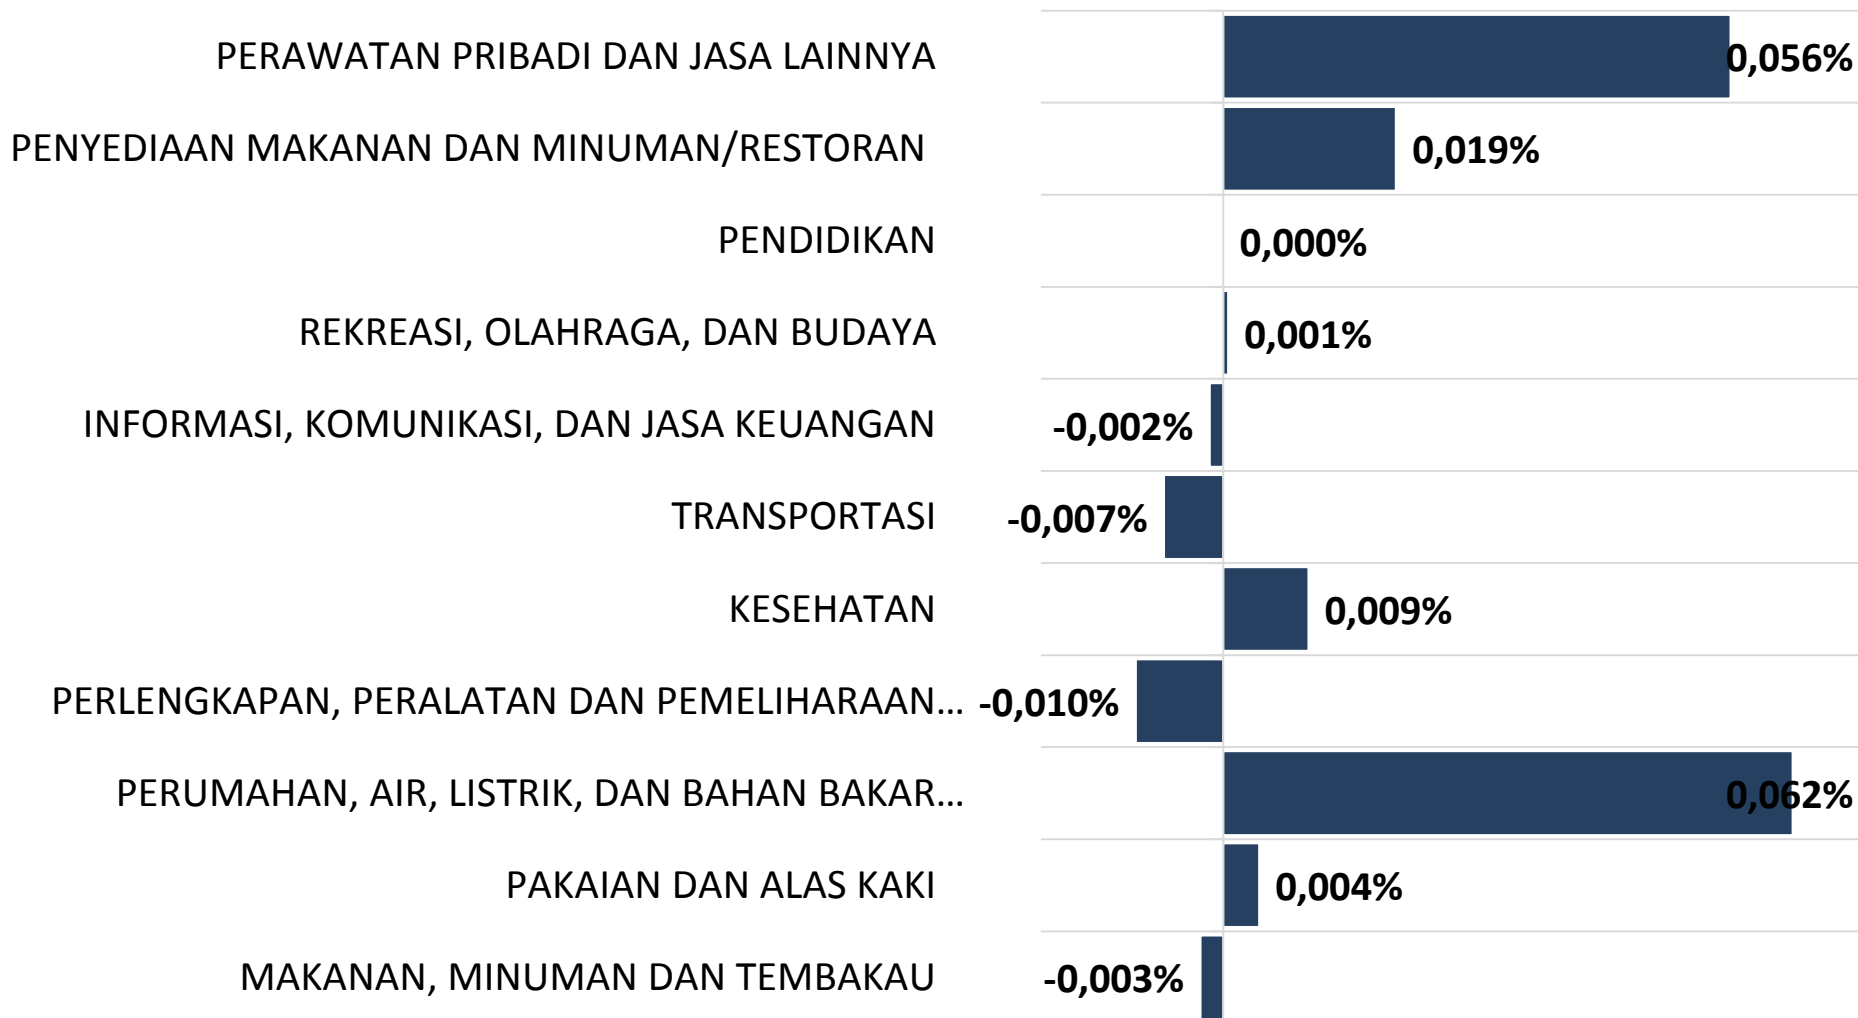 PERAWATAN PRIBADI DAN JASA LAINNYA 0,056%
PENYEDIAAN MAKANAN DAN MINUMAN/RESTORAN 0,019%
PENDIDIKAN 0,000%
REKREASI, OLAHRAGA, DAN BUDAYA 0,001%
INFORMASI, KOMUNIKASI, DAN JASA KEUANGAN -0,002%
TRANSPORTASI -0,007%
KESEHATAN 0,009%
PERLENGKAPAN, PERALATAN DAN PEMELIHARAAN... -0,010%
PERUMAHAN, AIR, LISTRIK, DAN BAHAN BAKAR... 0,062%
PAKAIAN DAN ALAS KAKI 0,004%
MAKANAN, MINUMAN DAN TEMBAKAU -0,003%